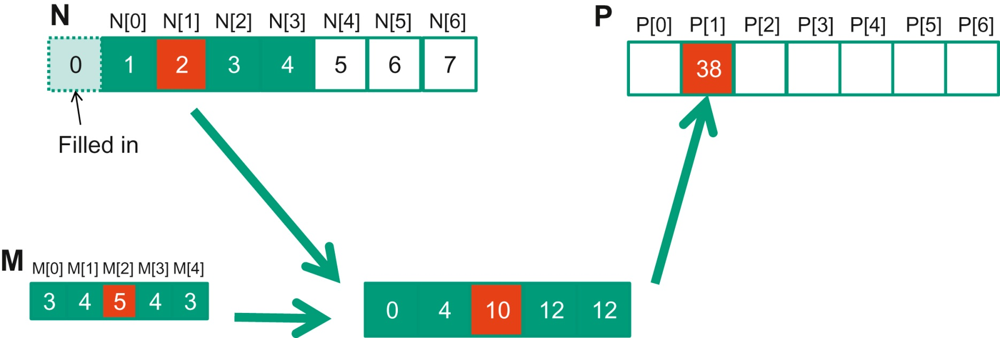 N
N[0] N[1] N[2] N[3] N[4] N[5] N[6]
0 1 2 3 4 5 6 7
Filled in
P
P[0] P[1] P[2] P[3] P[4] P[5] P[6]
38
M
M[0] M[1] M[2] M[3] M[4]
3 4 5 4 3
0 4 10 12 12